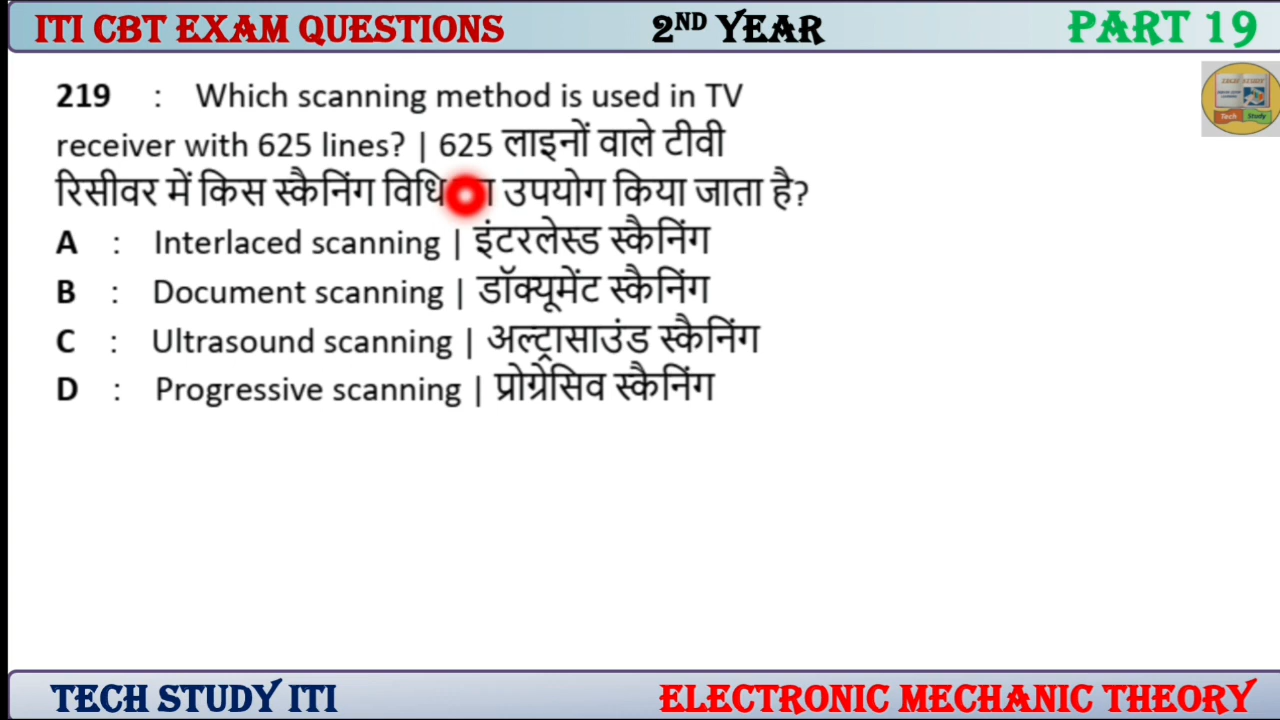 ITI CBT EXAM QUESTIONS 2ND YEAR PART 19
219 : Which scanning method is used in TV
receiver with 625 lines? | 625 लाइनों वाले टीवी
रिसीवर में किस स्कैनिंग विधि उपयोग किया जाता है?
A : Interlaced scanning | इंटरलेस्ड स्कैनिंग
B : Document scanning | डॉक्यूमेंट स्कैनिंग
C : Ultrasound scanning | अल्ट्रासाउंड स्कैनिंग
D : Progressive scanning | प्रोग्रेसिव स्कैनिंग
Tech Study
TECH STUDY ITI ELECTRONIC MECHANIC THEORY